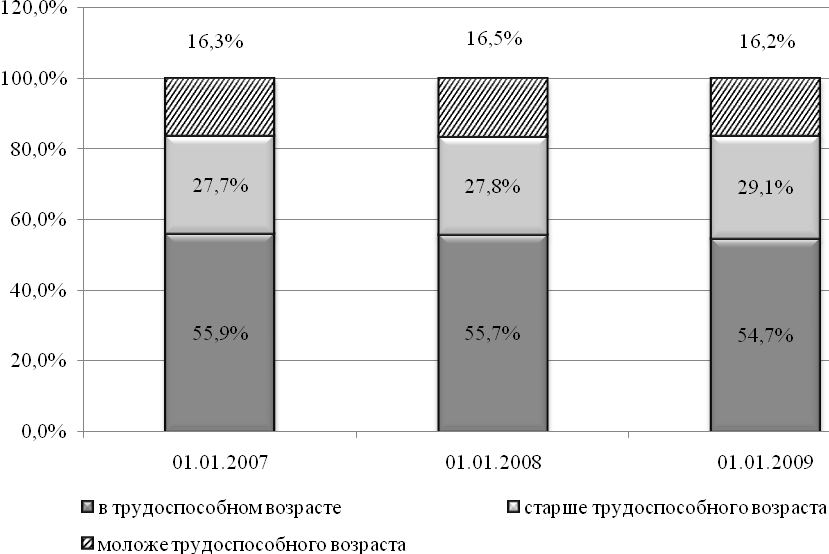 120,0%
16,3% 16,5% 16,2%
100,0%
80,0%
27,7% 27,8% 29,1%
60,0%
40,0%
55,9% 55,7% 54,7%
20,0%
0,0%
01.01.2007 01.01.2008 01.01.2009
в трудоспособном возрасте старше трудоспособного возраста
моложе трудоспособного возраста